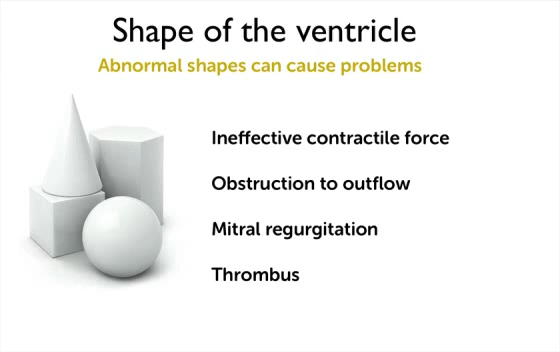 Shape of the ventricle
Abnormal shapes can cause problems
Ineffective contractile force
Obstruction to outflow
Mitral regurgitation
Thrombus